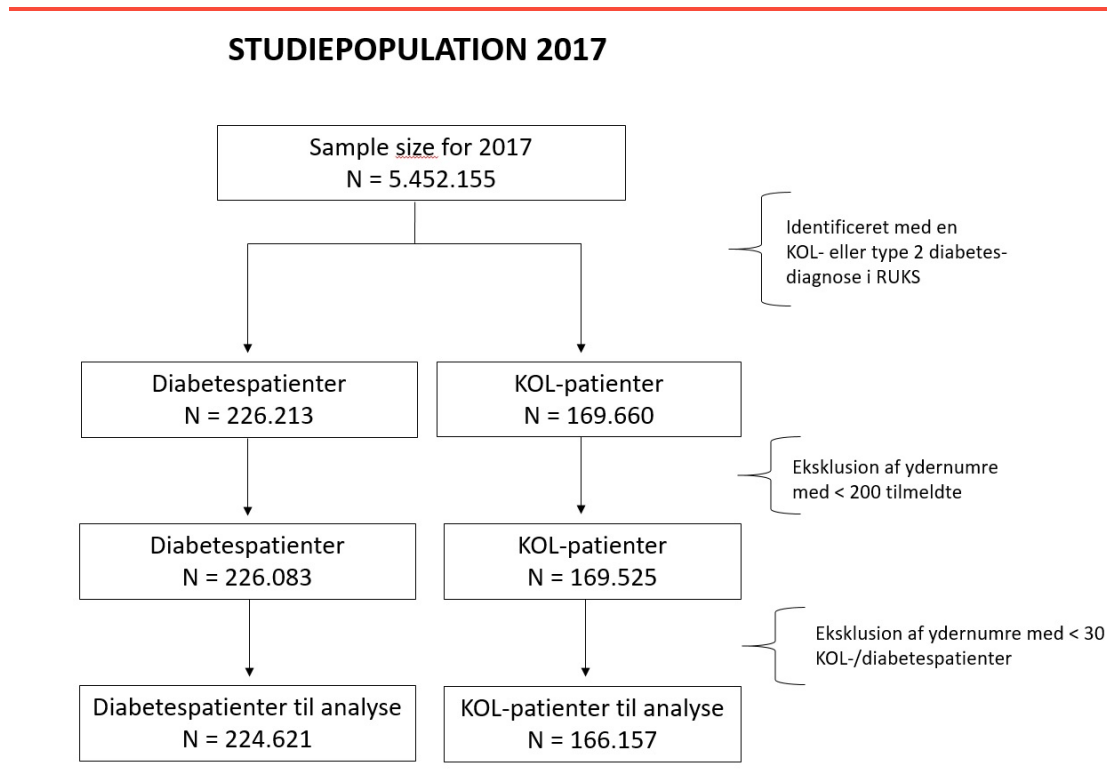 STUDIEPOPULATION 2017
Sample size for 2017
N = 5.452.155
Identificeret med en
KOL- eller type 2 diabetes-
diagnose i RUKS
Diabetespatienter
N = 226.213
KOL-patienter
N = 169.660
Eksklusion af ydernumre
med < 200 tilmeldte
Diabetespatienter
N = 226.083
KOL-patienter
N = 169.525
Eksklusion af ydernumre med < 30
KOL-/diabetespatienter
Diabetespatienter til analyse
N = 224.621
KOL-patienter til analyse
N = 166.157